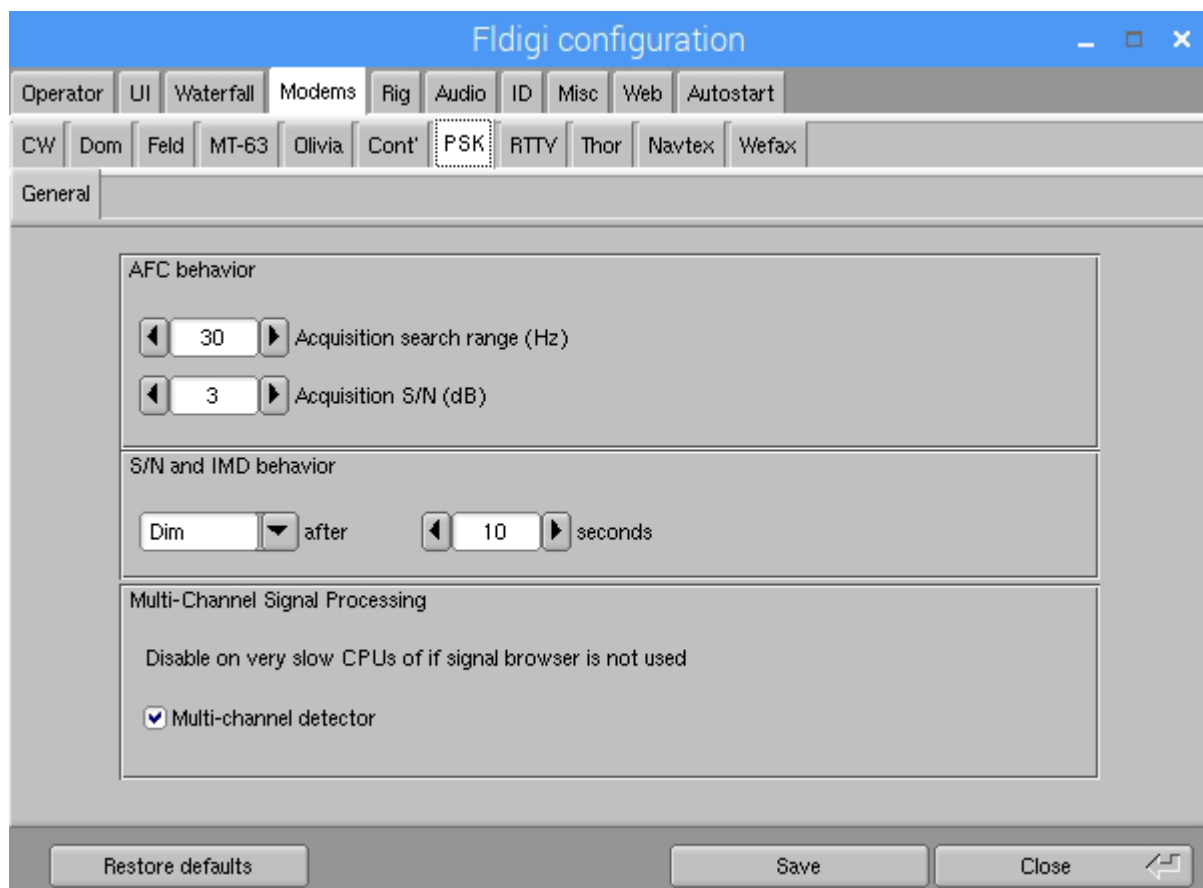 Fldigi configuration
Operator UI Waterfall Modems Rig Audio ID Misc Web Autostart
CW Dom Feld MT-63 Olivia Cont' PSK RTTY Thor Navtex Wefax
General
AFC behavior
30 Acquisition search range (Hz)
3 Acquisition S/N (dB)
S/N and IMD behavior
Dim after 10 seconds
Multi-Channel Signal Processing
Disable on very slow CPUs of if signal browser is not used
Multi-channel detector
Restore defaults Save Close